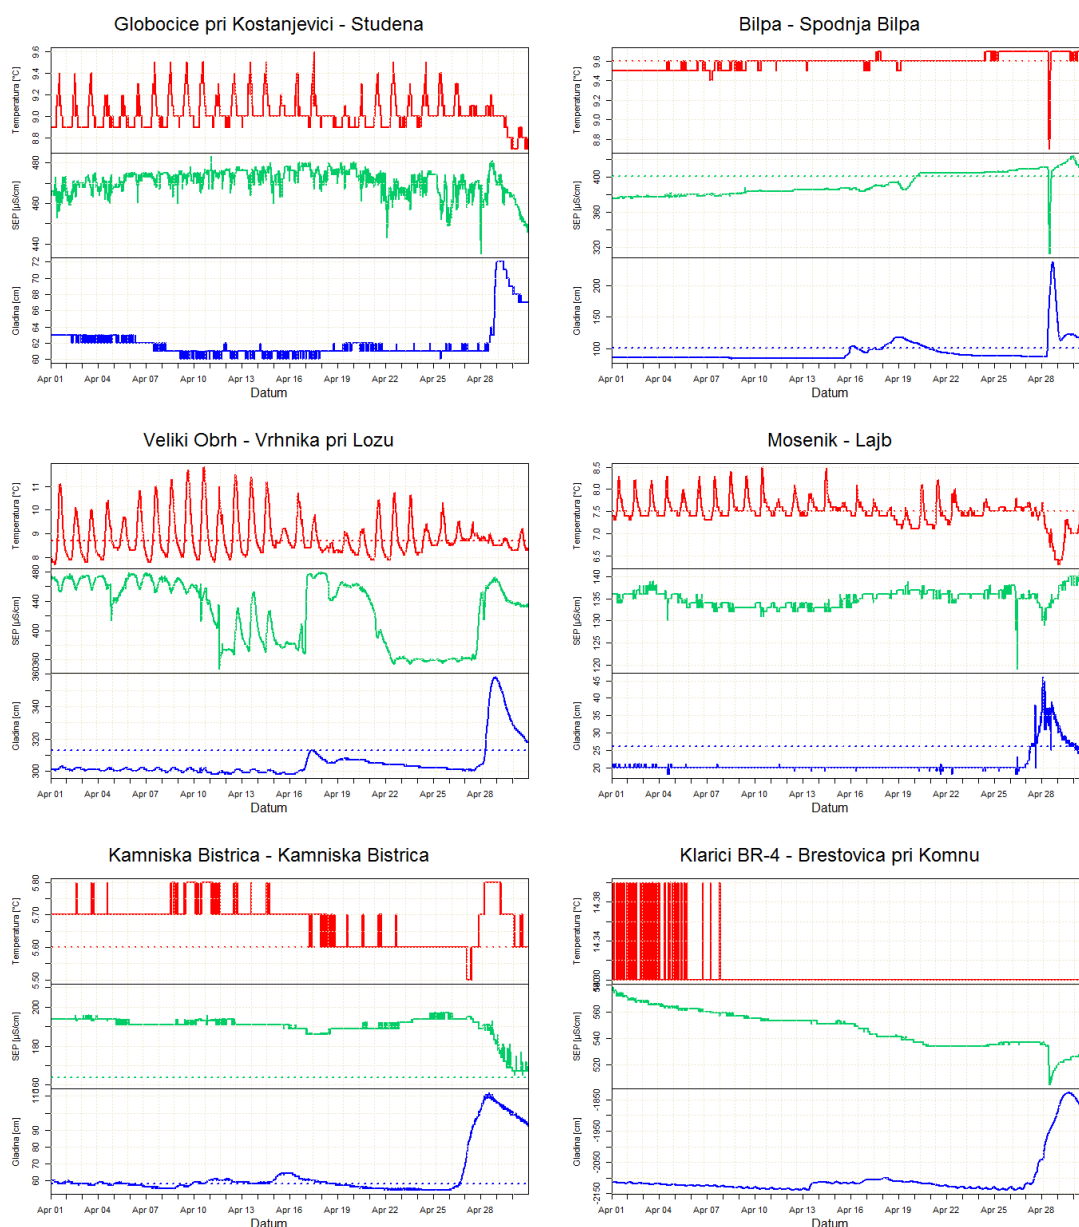 Globocice pri Kostanjevici - Studena
Temperatura [°C]
8.8 9.0 9.2 9.4 9.6
SEP [µS/cm]
440 460 480
Gladina [cm]
60 62 64 66 68 70 72
Apr 01 Apr 04 Apr 07 Apr 10 Apr 13 Apr 16 Apr 19 Apr 22 Apr 25 Apr 28
Datum
Bilpa - Spodnja Bilpa
Temperatura [°C]
8.8 9.0 9.2 9.4 9.6
SEP [µS/cm]
320 360 400
Gladina [cm]
100 150 200
Apr 01 Apr 04 Apr 07 Apr 10 Apr 13 Apr 16 Apr 19 Apr 22 Apr 25 Apr 28
Datum
Veliki Obrh - Vrhnika pri Lozu
Temperatura [°C]
8 9 10 11
SEP [µS/cm]
360 400 440 480
Gladina [cm]
300 320 340 360
Apr 01 Apr 04 Apr 07 Apr 10 Apr 13 Apr 16 Apr 19 Apr 22 Apr 25 Apr 28
Datum
Mosenik - Lajb
Temperatura [°C]
6.5 7.0 7.5 8.0 8.5
SEP [µS/cm]
120 125 130 135 140
Gladina [cm]
20 25 30 35 45
Apr 01 Apr 04 Apr 07 Apr 10 Apr 13 Apr 16 Apr 19 Apr 22 Apr 25 Apr 28
Datum
Kamniska Bistrica - Kamniska Bistrica
Temperatura [°C]
5.50 5.60 5.70 5.80
SEP [µS/cm]
160 180 200
Gladina [cm]
60 70 80 90 110
Apr 01 Apr 04 Apr 07 Apr 10 Apr 13 Apr 16 Apr 19 Apr 22 Apr 25 Apr 28
Datum
Klarici BR-4 - Brestovica pri Komnu
Temperatura [°C]
14.30 14.34 14.38
SEP [µS/cm]
520 540 560
Gladina [cm]
-2150 -2050 -1950 -1850
Apr 01 Apr 04 Apr 07 Apr 10 Apr 13 Apr 16 Apr 19 Apr 22 Apr 25 Apr 28
Datum